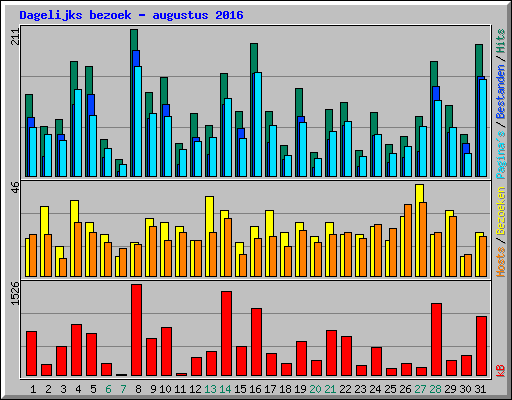 Dagelijks bezoek - augustus 2016
211
46
1526
Pagina's / Bestanden / Hits
Hosts / Bezoeken
kB
1 2 3 4 5 6 7 8 9 10 11 12 13 14 15 16 17 18 19 20 21 22 23 24 25 26 27 28 29 30 31